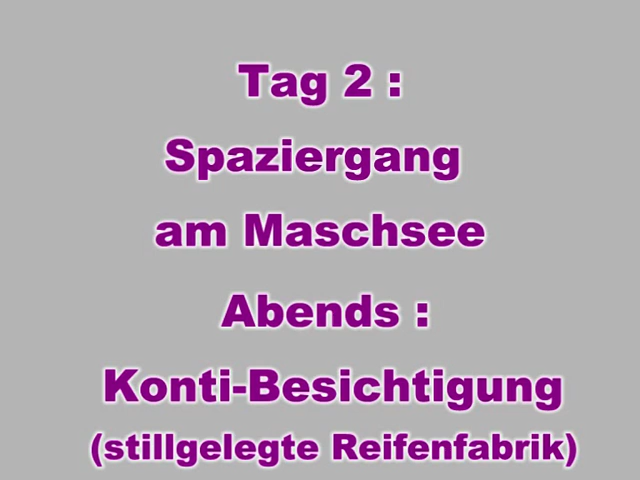 Tag 2 :
Spaziergang
am Maschsee
Abends :
Konti-Besichtigung
(stillgelegte Reifenfabrik)